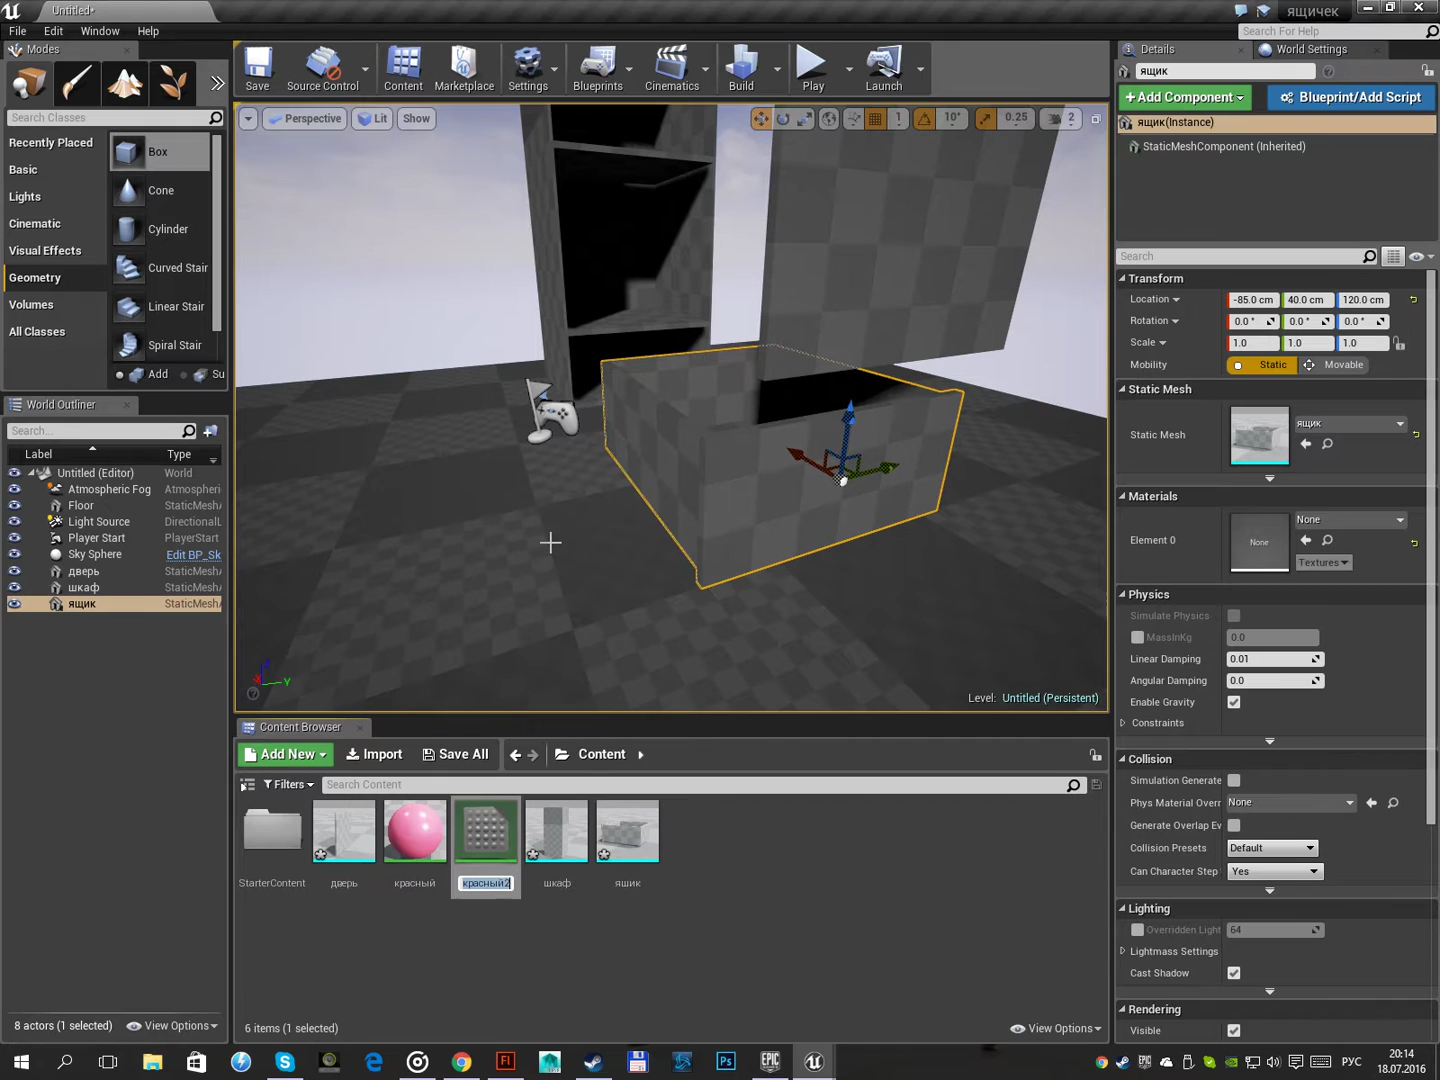 Untitled*
ящичек
File Edit Window Help
Search For Help
Modes
Search Classes
Recently Placed
Basic
Lights
Cinematic
Visual Effects
Geometry
Volumes
All Classes
Box
Cone
Cylinder
Curved Stair
Linear Stair
Spiral Stair
Add Su
Save
Source Control
Content
Marketplace
Settings
Blueprints
Cinematics
Build
Play
Launch
Perspective Lit Show
1 10° 0.25 2
X Y
Level: Untitled (Persistent)
World Outliner
Search...
Label Type
Untitled (Editor) World
Atmospheric Fog Atmospheri
Floor StaticMesh
Light Source DirectionalL
Player Start PlayerStart
Sky Sphere Edit BP_Sk
дверь StaticMesh
шкаф StaticMesh
ящик StaticMesh
8 actors (1 selected) View Options
Content Browser
Add New Import Save All Content
Filters Search Content
StarterContent
дверь
красный
красный2
шкаф
яшик
6 items (1 selected) View Options
Details World Settings
ящик
+Add Component Blueprint/Add Script
ящик(Instance)
StaticMeshComponent (Inherited)
Search
Transform
Location -85.0 cm 40.0 cm 120.0 cm
Rotation 0.0 ° 0.0 ° 0.0 °
Scale 1.0 1.0 1.0
Mobility Static Movable
Static Mesh
Static Mesh ящик
Materials
Element 0 None None
Textures
Physics
Simulate Physics
MassInKg 0.0
Linear Damping 0.01
Angular Damping 0.0
Enable Gravity
Constraints
Collision
Simulation Generate
Phys Material Overr None
Generate Overlap Ev
Collision Presets Default
Can Character Step Yes
Lighting
Overridden Light 64
Lightmass Settings
Cast Shadow
Rendering
Visible
Fl
Ps
EPIC
EPIC
РУС
20:14
18.07.2016